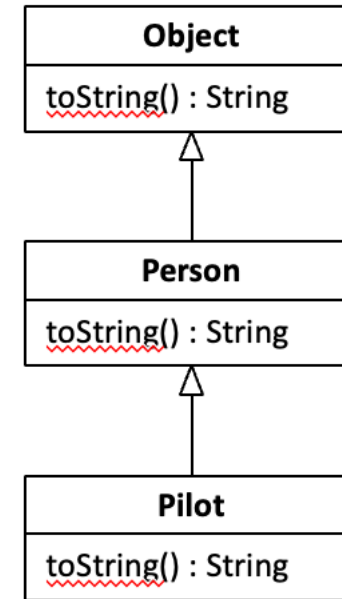 Object
toString() : String
Person
toString() : String
Pilot
toString() : String